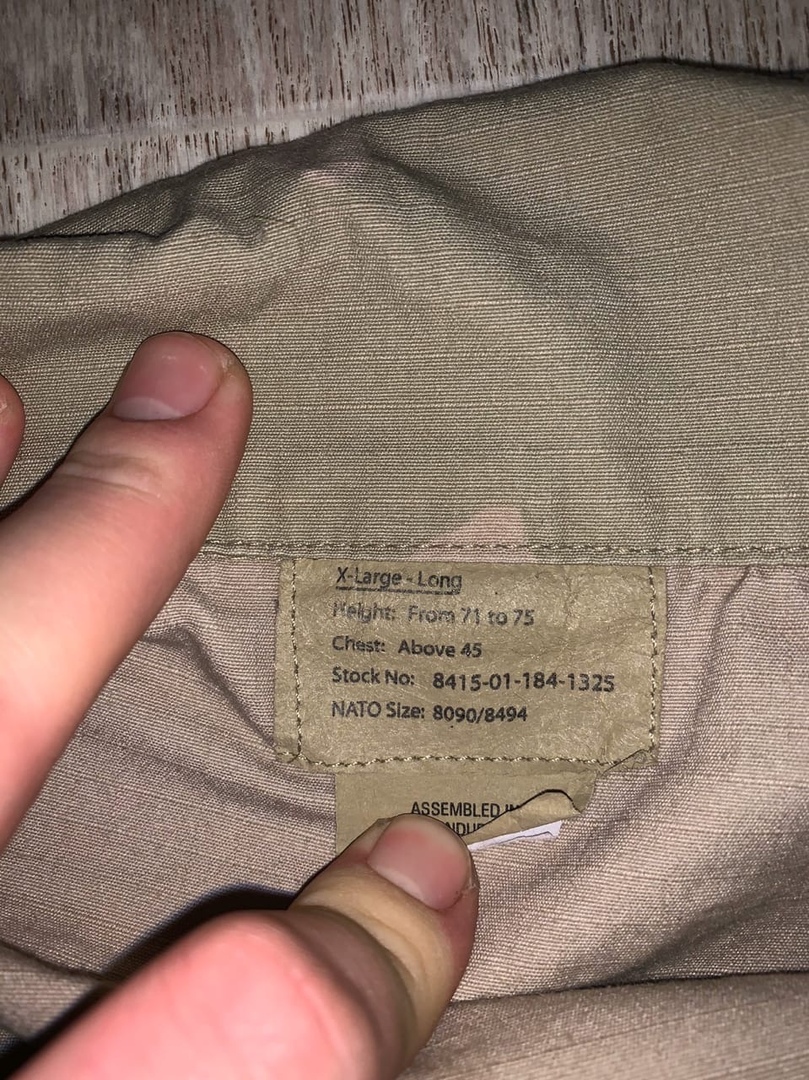 X-Large - Long
Height: From 71 to 75
Chest: Above 45
Stock No: 8415-01-184-1325
NATO Size: 8090/8494
ASSEMBLED